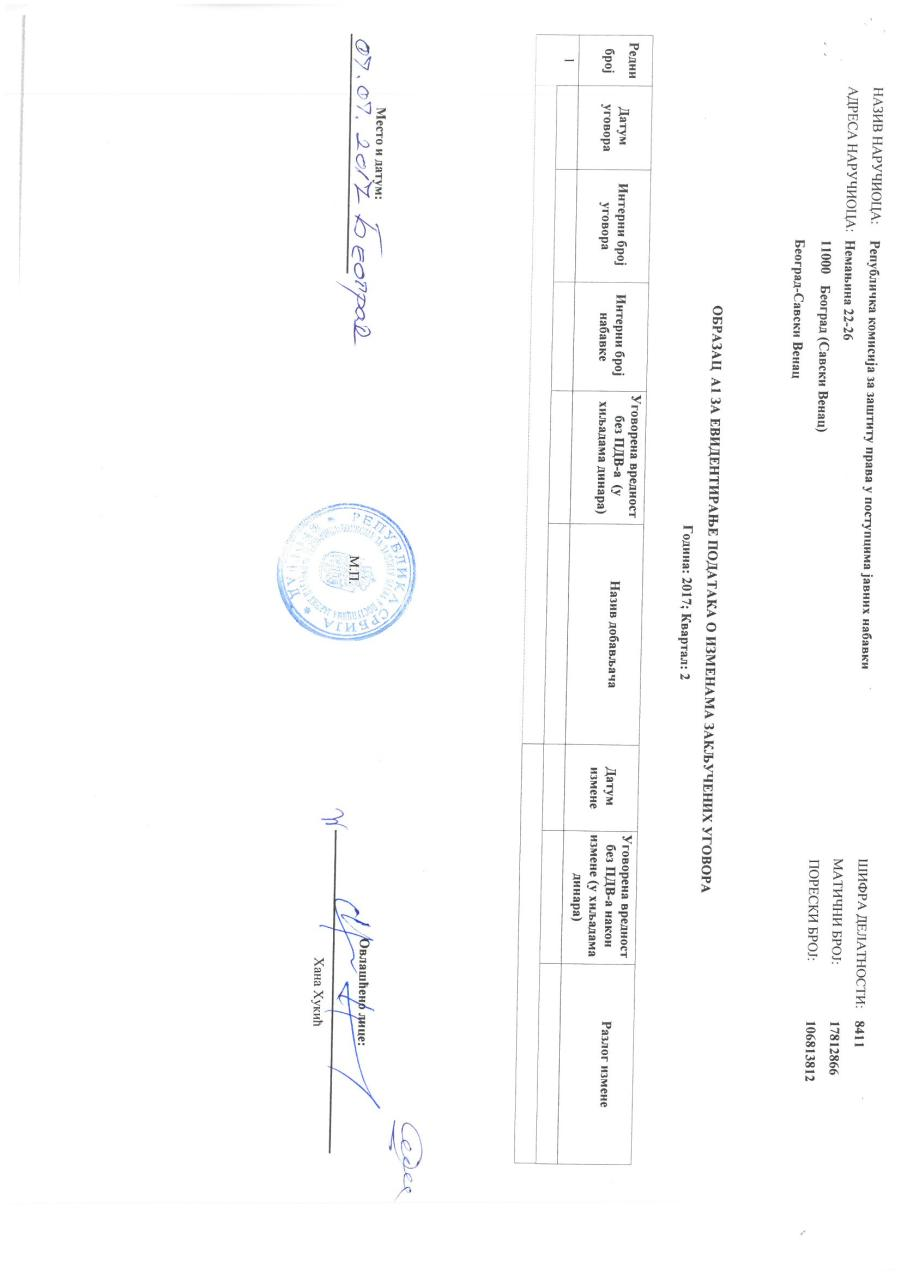 НАЗИВ НАРУЧИОЦА: Републичка комисија за заштиту права у поступцима јавних набавки
АДРЕСА НАРУЧИОЦА: Немањина 22-26
11000 Београд (Савски Венац)
Београд-Савски Венац
ШИФРА ДЕЛАТНОСТИ: 8411
МАТИЧНИ БРОЈ: 17812866
ПОРЕСКИ БРОЈ: 106813812
ОБРАЗАЦ А1 ЗА ЕВИДЕНТИРАЊЕ ПОДАТАКА О ИЗМЕНАМА ЗАКЉУЧЕНИХ УГОВОРА
Година: 2017; Квартал: 2
Редни
број
Датум
уговора
Интерни број
уговора
Интерни број
набавке
Уговорена вредност
без ПДВ-а (у
хиљадама динара)
Назив добављача
Датум
измене
Уговорена вредност
без ПДВ-а након
измене (у хиљадама
динара)
Разлог измене
1
Место и датум:
07.07.2017 Београд
М.П.
РЕПУБЛИКА СРБИЈА
Овлашћено лице:
Хана Хукић